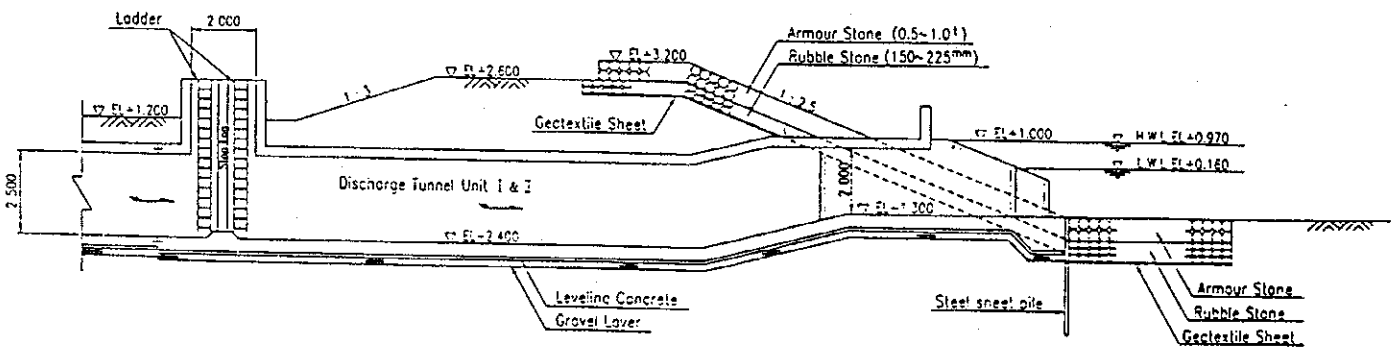 Ladder
2 000
Armour Stone (0.5~1.0t)
Rubble Stone (150~225mm)
EL+3.200
EL+2.600
1:3
1:2.5
EL+1.200
Geotextile Sheet
Stop Log
EL+1.000
H.W.L EL+0.970
L.W.L EL+0.160
2 500
Discharge Tunnel Unit 1 &
2.000
EL-2.400
Leveling Concrete
Gravel Layer
Steel sheet pile
Armour Stone
Rubble Stone
Geotextile Sheet